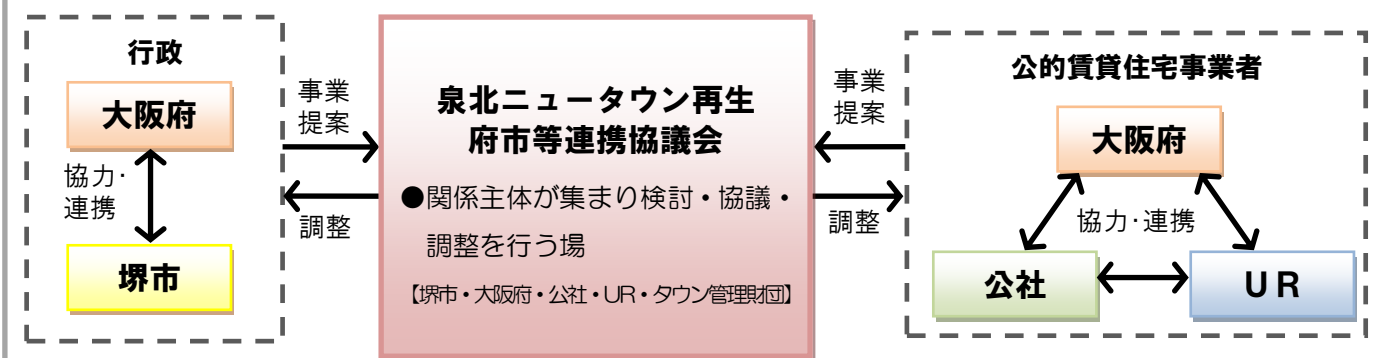 行政
大阪府
協力・
連携
堺市
事業
提案
調整
泉北ニュータウン再生
府市等連携協議会
●関係主体が集まり検討・協議・
調整を行う場
【堺市・大阪府・公社・UR・タウン管理財団】
事業
提案
調整
公的賃貸住宅事業者
大阪府
協力・連携
公社
UR